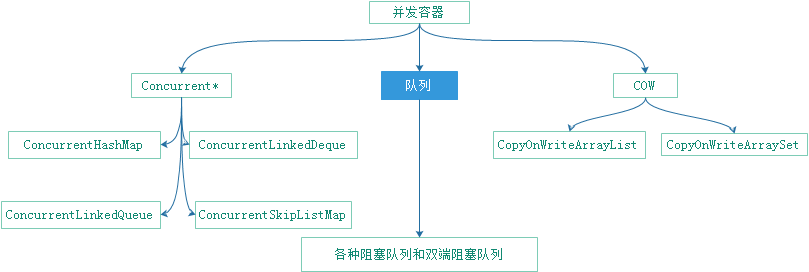 并发容器
Concurrent*
队列
COW
ConcurrentHashMap
ConcurrentLinkedDeque
CopyOnWriteArrayList
CopyOnWriteArraySet
ConcurrentLinkedQueue
ConcurrentSkipListMap
各种阻塞队列和双端阻塞队列